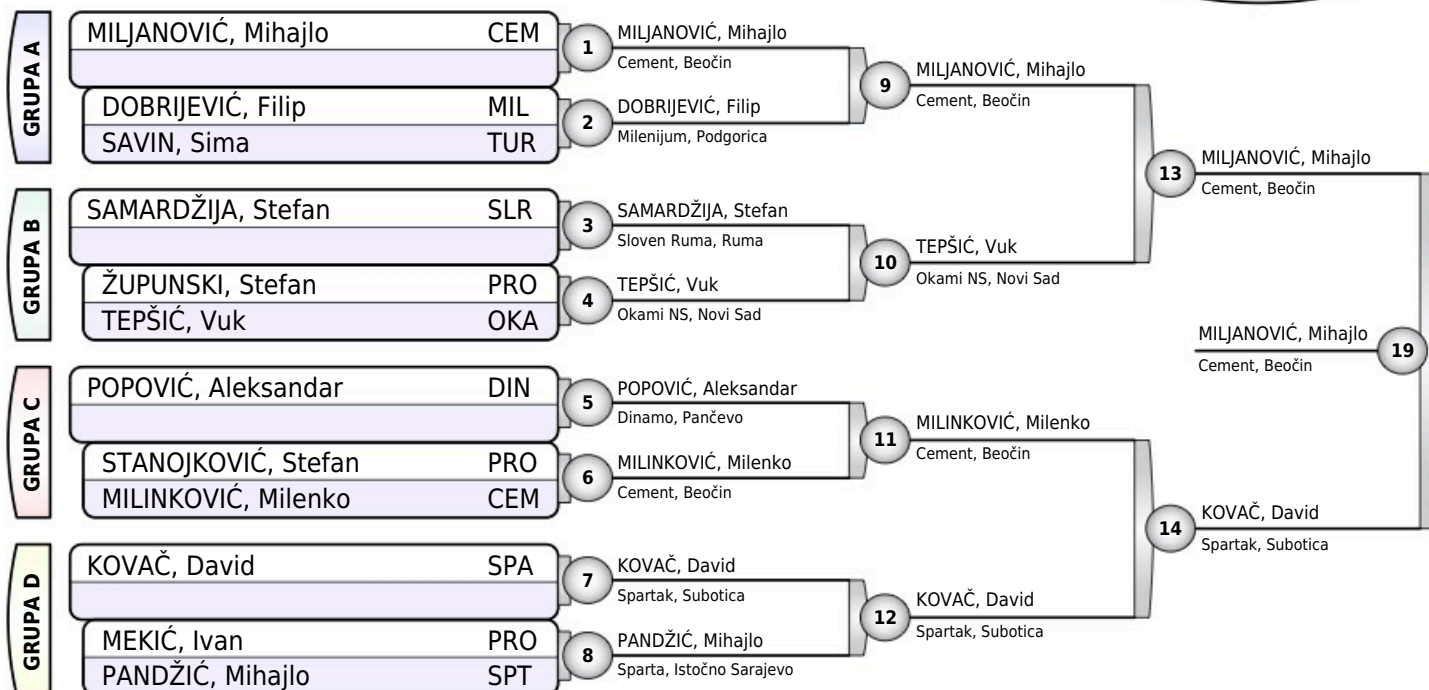 GRUPA A
MILJANOVIĆ, Mihajlo CEM
DOBRIJEVIĆ, Filip MIL
SAVIN, Sima TUR
GRUPA B
SAMARDŽIJA, Stefan SLR
ŽUPUNSKI, Stefan PRO
TEPŠIĆ, Vuk OKA
GRUPA C
POPOVIĆ, Aleksandar DIN
STANOJKOVIĆ, Stefan PRO
MILINKOVIĆ, Milenko CEM
GRUPA D
KOVAČ, David SPA
MEKIĆ, Ivan PRO
PANDŽIĆ, Mihajlo SPT
1
MILJANOVIĆ, Mihajlo
Cement, Beočin
2
DOBRIJEVIĆ, Filip
Milenijum, Podgorica
3
SAMARDŽIJA, Stefan
Sloven Ruma, Ruma
4
TEPŠIĆ, Vuk
Okami NS, Novi Sad
5
POPOVIĆ, Aleksandar
Dinamo, Pančevo
6
MILINKOVIĆ, Milenko
Cement, Beočin
7
KOVAČ, David
Spartak, Subotica
8
PANDŽIĆ, Mihajlo
Sparta, Istočno Sarajevo
9
MILJANOVIĆ, Mihajlo
Cement, Beočin
10
TEPŠIĆ, Vuk
Okami NS, Novi Sad
11
MILINKOVIĆ, Milenko
Cement, Beočin
12
KOVAČ, David
Spartak, Subotica
13
MILJANOVIĆ, Mihajlo
Cement, Beočin
14
KOVAČ, David
Spartak, Subotica
MILJANOVIĆ, Mihajlo
Cement, Beočin
19